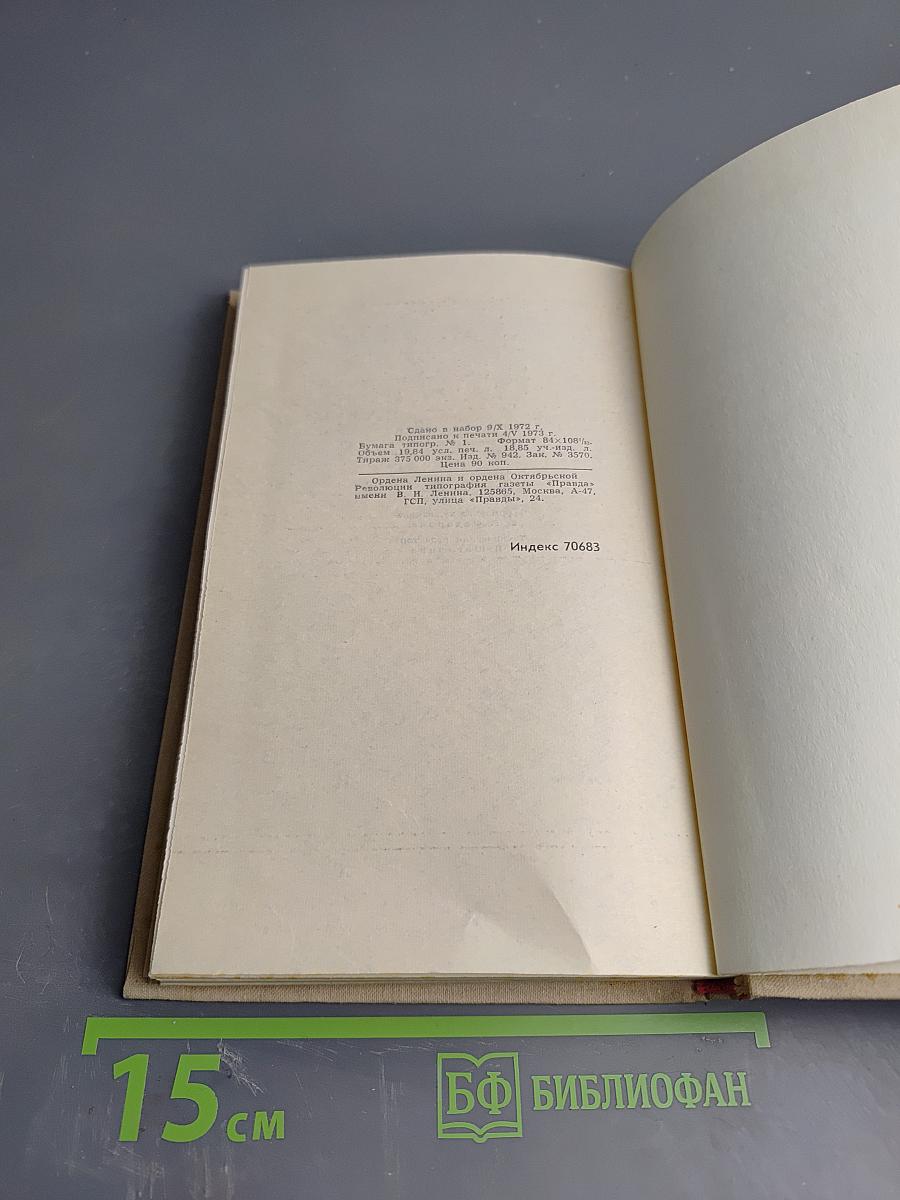 Сдано в набор 9/X 1972 г.
Подписано к печати 4/V 1973 г.
Бумага типогр. № 1. Формат 84×108¹/₃₂.
Объем 19,84 усл. печ. л. 18,85 уч.-изд. л.
Тираж 375 000 экз. Изд. № 942. Зак. № 3570.
Цена 90 коп.
Ордена Ленина и ордена Октябрьской
Революции типография газеты «Правда»
имени В. И. Ленина, 125865, Москва, А-47,
ГСП, улица «Правды», 24.
Индекс 70683
15 см
БФ БИБЛИОФАН